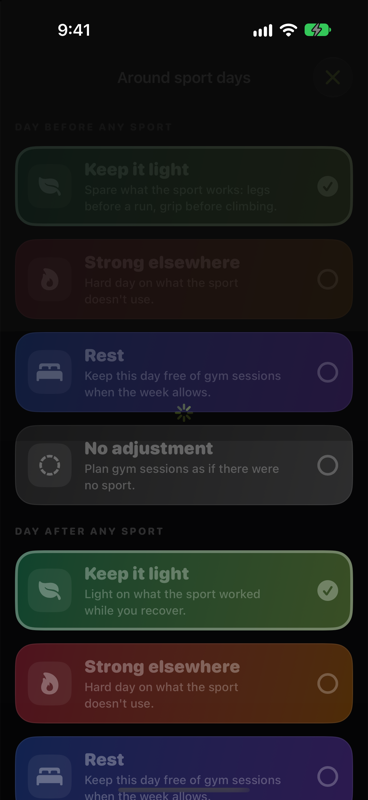 9:41
Around sport days
DAY BEFORE ANY SPORT
Keep it light
Spare what the sport works: legs
before a run, grip before climbing.
Strong elsewhere
Hard day on what the sport
doesn't use.
Rest
Keep this day free of gym sessions
when the week allows.
No adjustment
Plan gym sessions as if there were
no sport.
DAY AFTER ANY SPORT
Keep it light
Light on what the sport worked
while you recover.
Strong elsewhere
Hard day on what the sport
doesn't use.
Rest
Keep this day free of gym sessions
when the week allows.